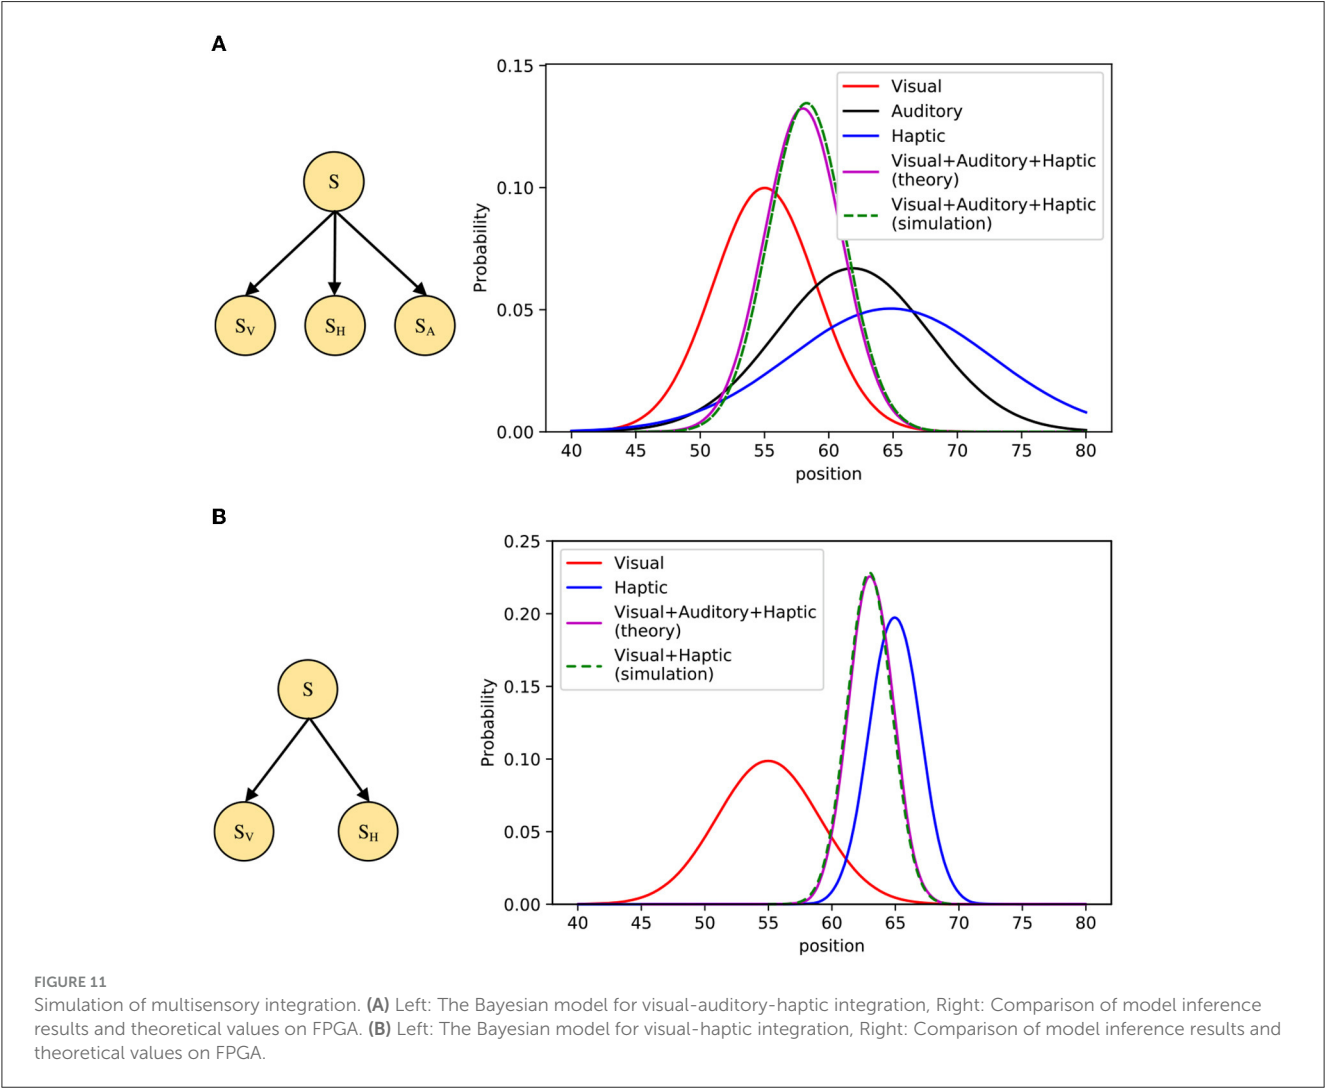 A
S
S_V
S_H
S_A
0.15
0.10
0.05
0.00
Probability
40 45 50 55 60 65 70 75 80
position
Visual
Auditory
Haptic
Visual+Auditory+Haptic
(theory)
Visual+Auditory+Haptic
(simulation)
B
S
S_V
S_H
0.25
0.20
0.15
0.10
0.05
0.00
Probability
40 45 50 55 60 65 70 75 80
position
Visual
Haptic
Visual+Auditory+Haptic
(theory)
Visual+Haptic
(simulation)
FIGURE 11
Simulation of multisensory integration. (A) Left: The Bayesian model for visual-auditory-haptic integration, Right: Comparison of model inference
results and theoretical values on FPGA. (B) Left: The Bayesian model for visual-haptic integration, Right: Comparison of model inference results and
theoretical values on FPGA.